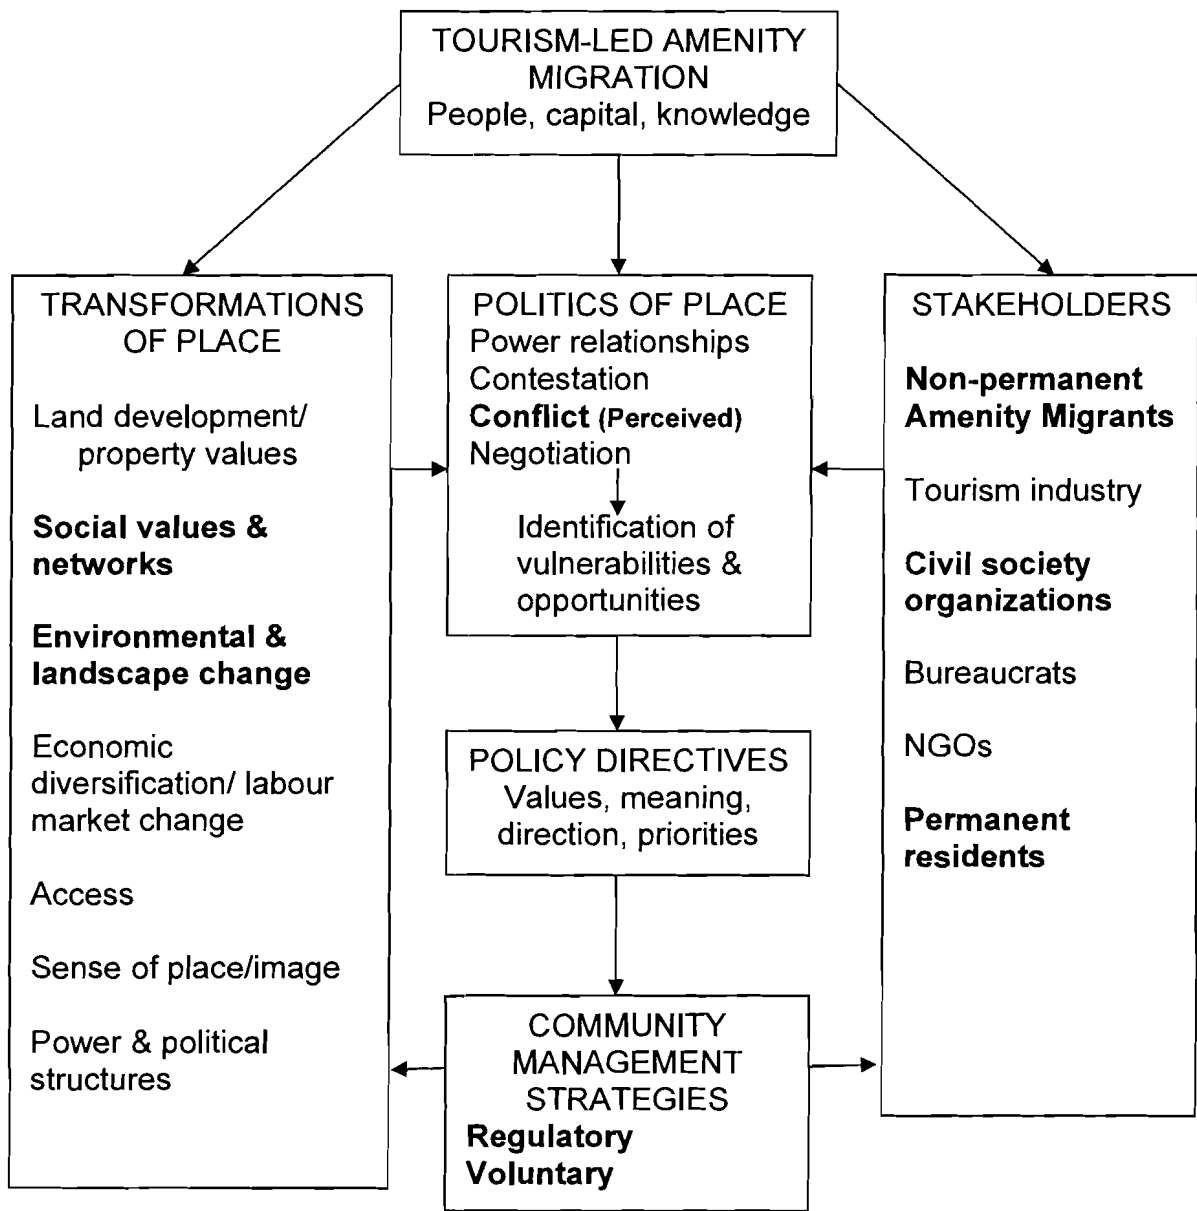 TOURISM-LED AMENITY
MIGRATION
People, capital, knowledge
TRANSFORMATIONS
OF PLACE
Land development/
property values
Social values &
networks
Environmental &
landscape change
Economic
diversification/ labour
market change
Access
Sense of place/image
Power & political
structures
POLITICS OF PLACE
Power relationships
Contestation
Conflict (Perceived)
Negotiation
Identification of
vulnerabilities &
opportunities
POLICY DIRECTIVES
Values, meaning,
direction, priorities
COMMUNITY
MANAGEMENT
STRATEGIES
Regulatory
Voluntary
STAKEHOLDERS
Non-permanent
Amenity Migrants
Tourism industry
Civil society
organizations
Bureaucrats
NGOs
Permanent
residents